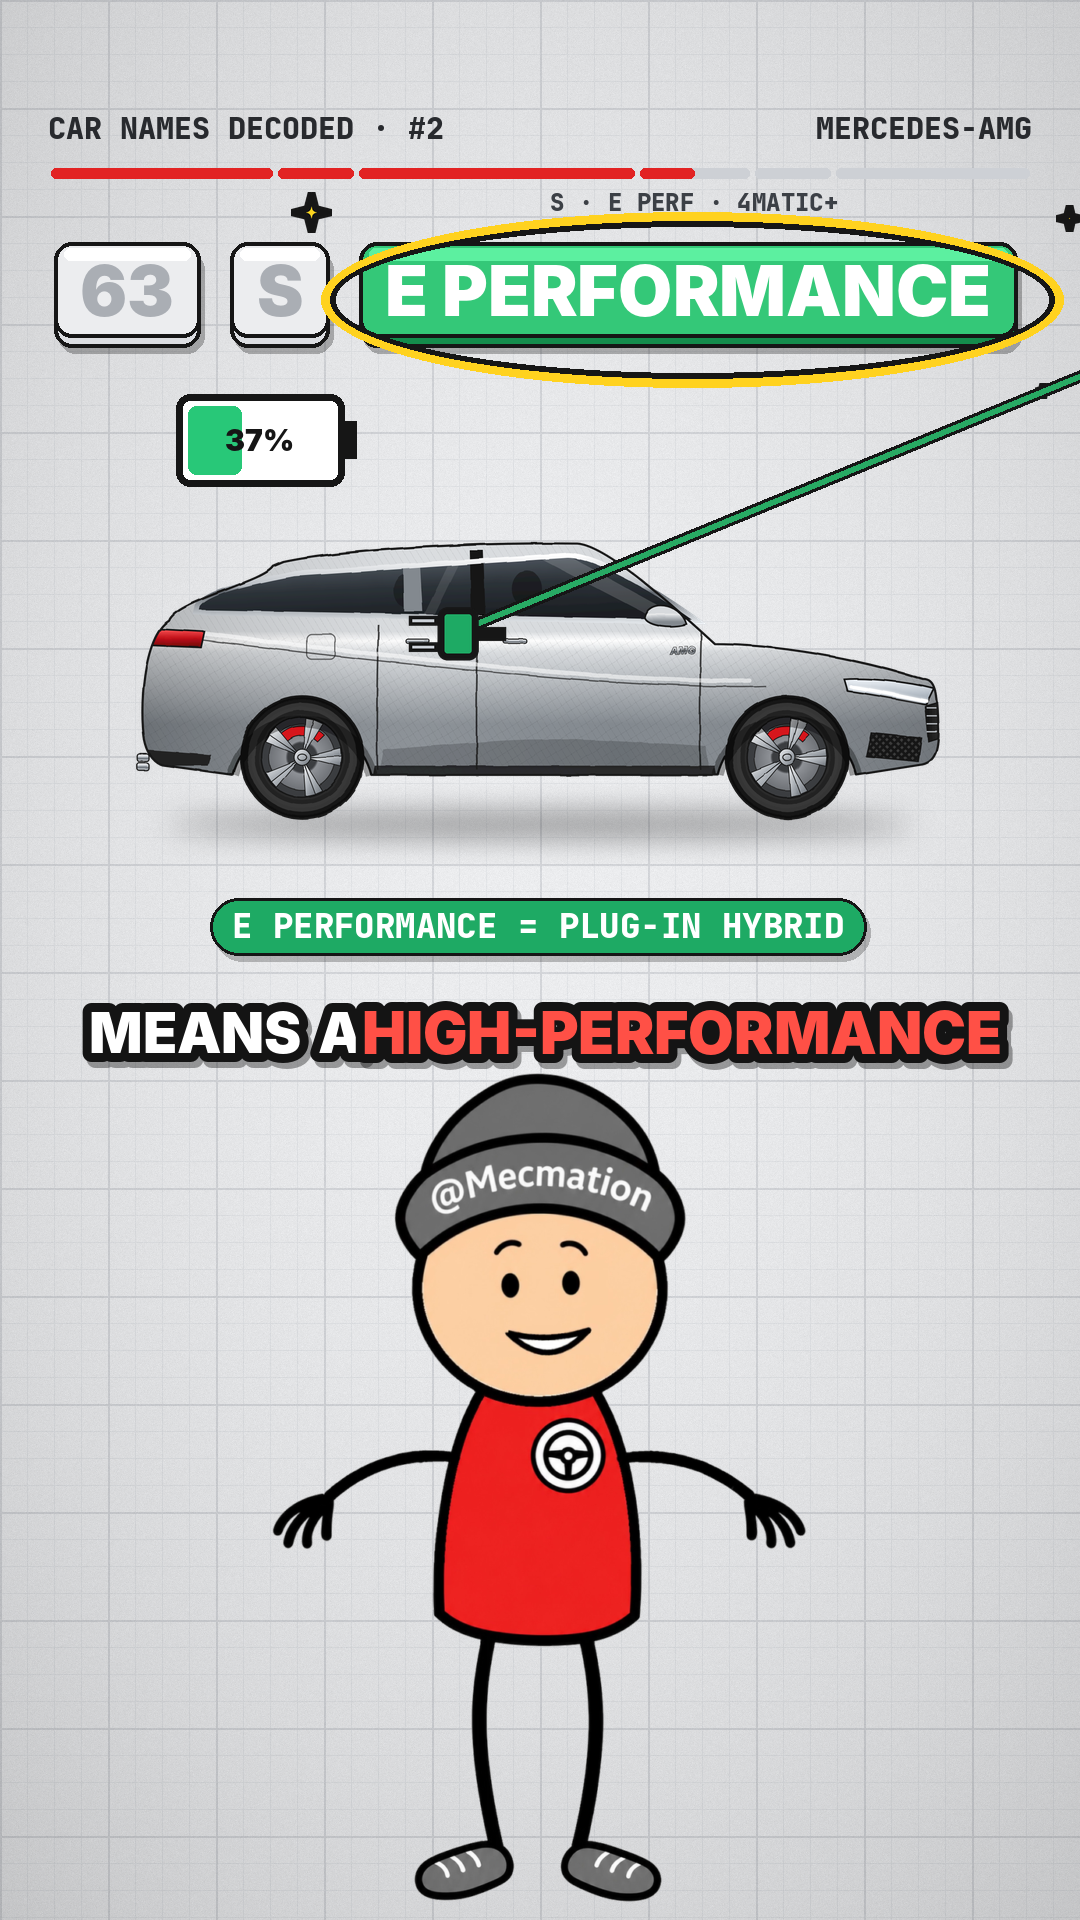 CAR NAMES DECODED · #2
MERCEDES-AMG
S · E PERF · 4MATIC+
63 S E PERFORMANCE
37%
AMG
E PERFORMANCE = PLUG-IN HYBRID
MEANS A HIGH-PERFORMANCE
@Mecmation